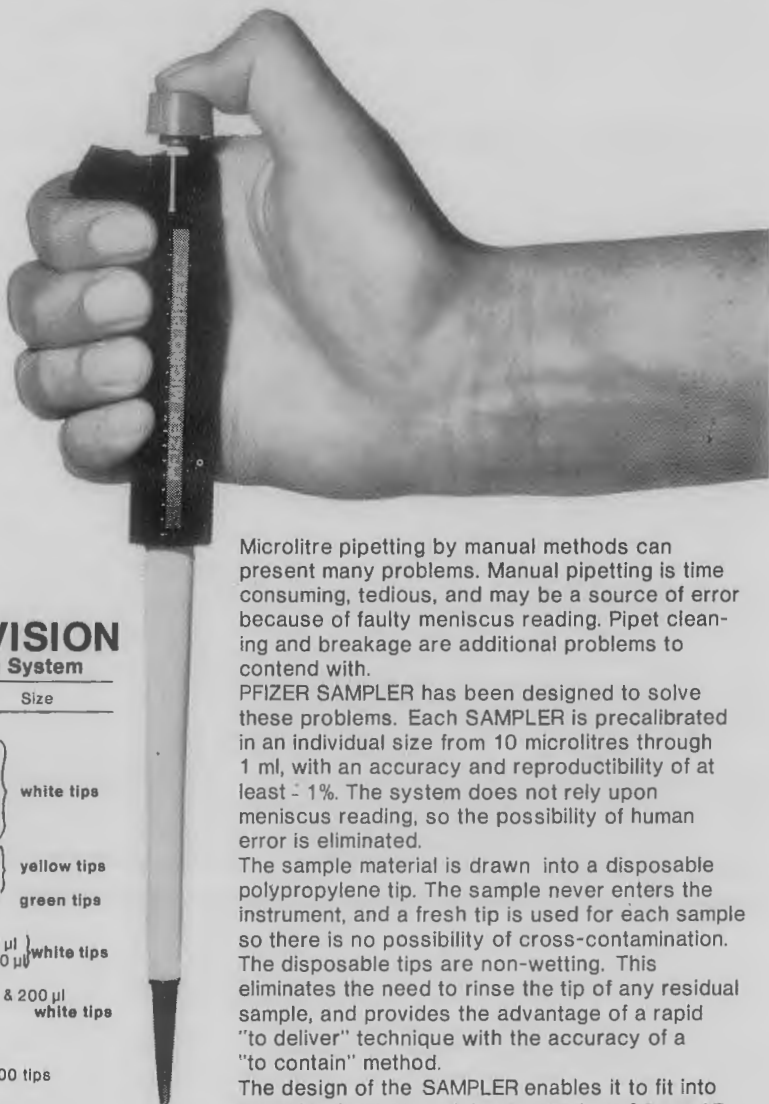 PFIZER MICRO PIPET
VISION
System
Size
white tips
yellow tips
green tips
µl
0 µl
white tips
& 200 µl
white tips
00 tips
Microlitre pipetting by manual methods can
present many problems. Manual pipetting is time
consuming, tedious, and may be a source of error
because of faulty meniscus reading. Pipet clean-
ing and breakage are additional problems to
contend with.
PFIZER SAMPLER has been designed to solve
these problems. Each SAMPLER is precalibrated
in an individual size from 10 microlitres through
1 ml, with an accuracy and reproductibility of at
least - 1%. The system does not rely upon
meniscus reading, so the possibility of human
error is eliminated.
The sample material is drawn into a disposable
polypropylene tip. The sample never enters the
instrument, and a fresh tip is used for each sample
so there is no possibility of cross-contamination.
The disposable tips are non-wetting. This
eliminates the need to rinse the tip of any residual
sample, and provides the advantage of a rapid
"to deliver" technique with the accuracy of a
"to contain" method.
The design of the SAMPLER enables it to fit into